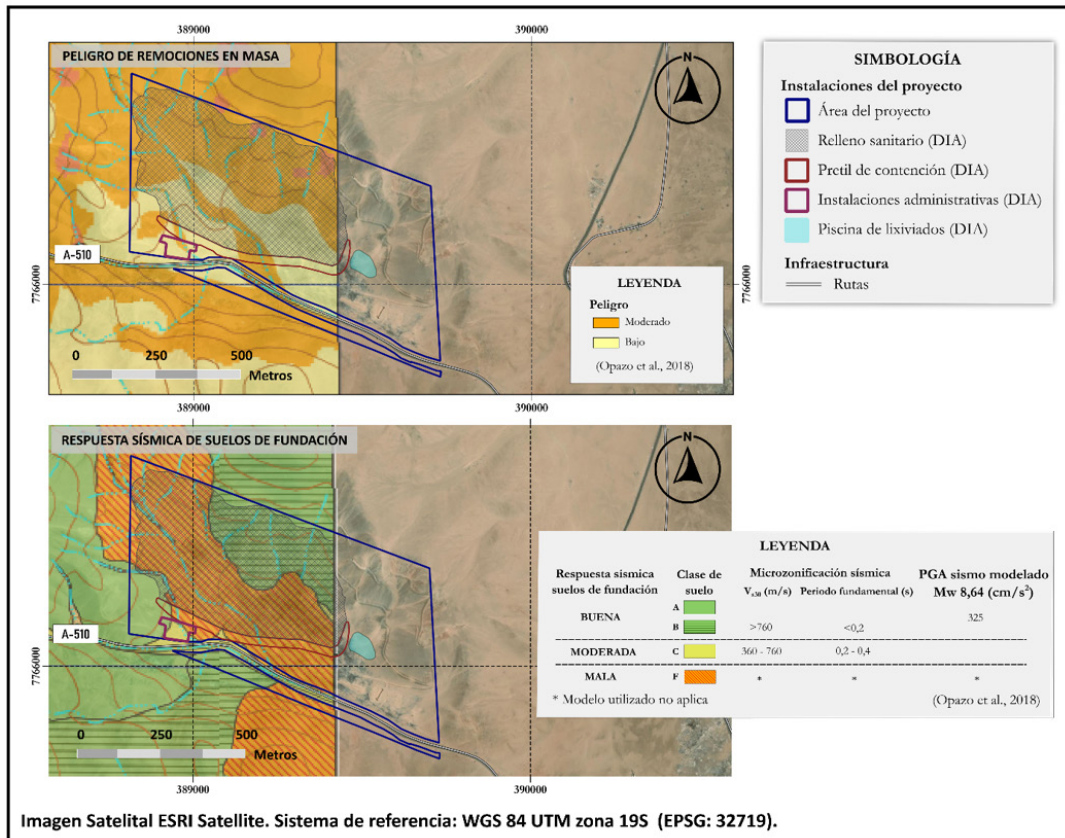 389000
390000
PELIGRO DE REMOCIONES EN MASA
N
A-510
7766000
7766000
LEYENDA
Peligro
Moderado
Bajo
(Opazo et al., 2018)
0 250 500
Metros
389000
390000
SIMBOLOGÍA
Instalaciones del proyecto
Área del proyecto
Relleno sanitario (DIA)
Pretil de contención (DIA)
Instalaciones administrativas (DIA)
Piscina de lixiviados (DIA)
Infraestructura
Rutas
RESPUESTA SÍSMICA DE SUELOS DE FUNDACIÓN
N
A-510
7766000
0 250 500
Metros
389000
390000
LEYENDA
Respuesta sísmica suelos de fundación
Clase de suelo
Microzonificación sísmica
Vs30 (m/s) Periodo fundamental (s)
PGA sismo modelado Mw 8,64 (cm/s²)
BUENA
A
B >760 <0,2
325
MODERADA C 360 - 760 0,2 - 0,4
MALA F * * *
* Modelo utilizado no aplica
(Opazo et al., 2018)
Imagen Satelital ESRI Satellite. Sistema de referencia: WGS 84 UTM zona 19S (EPSG: 32719).